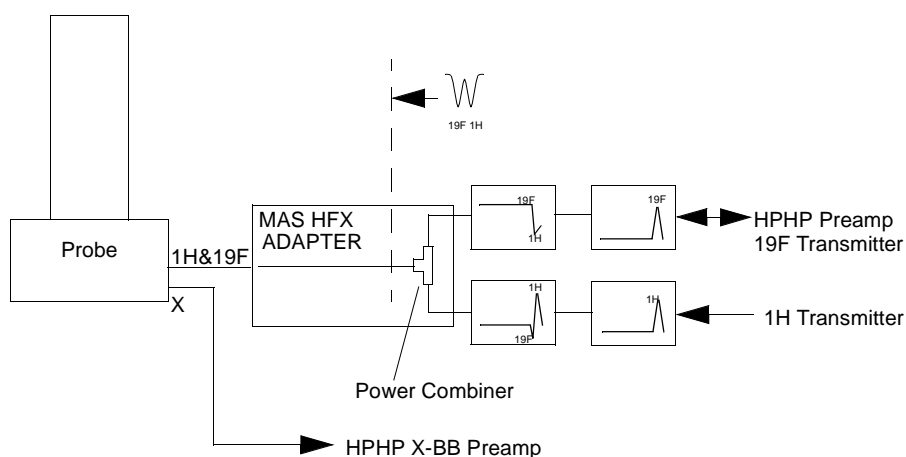 19F 1H
MAS HFX
ADAPTER
Probe
1H&19F
X
19F
1H
19F
HPHP Preamp
19F Transmitter
1H
19F
1H
1H Transmitter
Power Combiner
HPHP X-BB Preamp